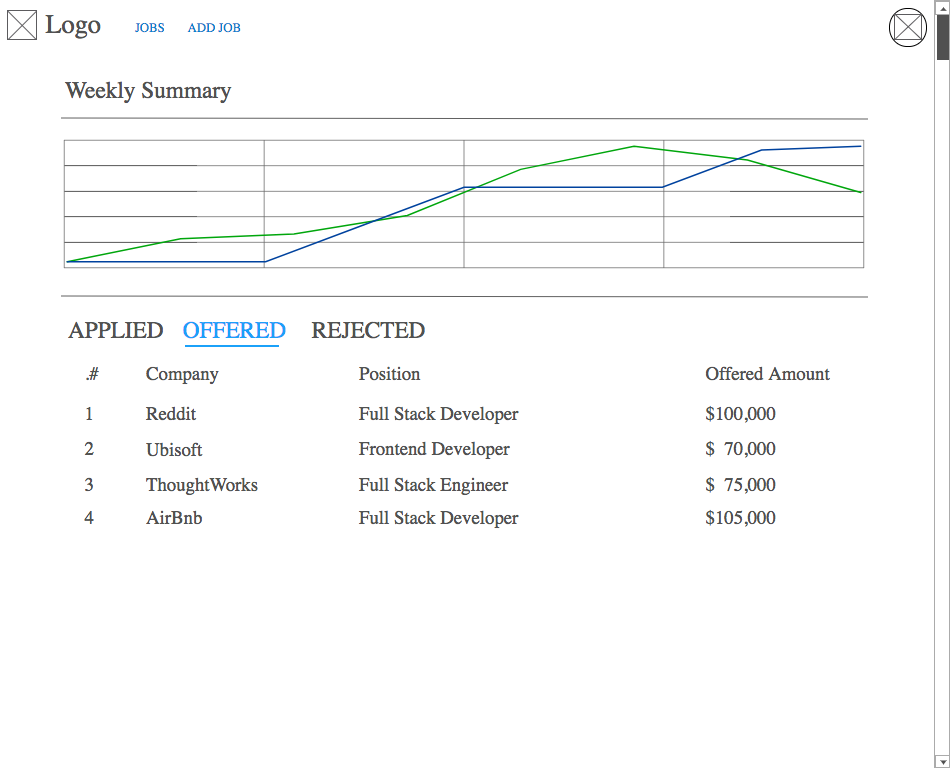 Logo JOBS ADD JOB
Weekly Summary
APPLIED OFFERED REJECTED
.# Company Position Offered Amount
1 Reddit Full Stack Developer $100,000
2 Ubisoft Frontend Developer $ 70,000
3 ThoughtWorks Full Stack Engineer $ 75,000
4 AirBnb Full Stack Developer $105,000